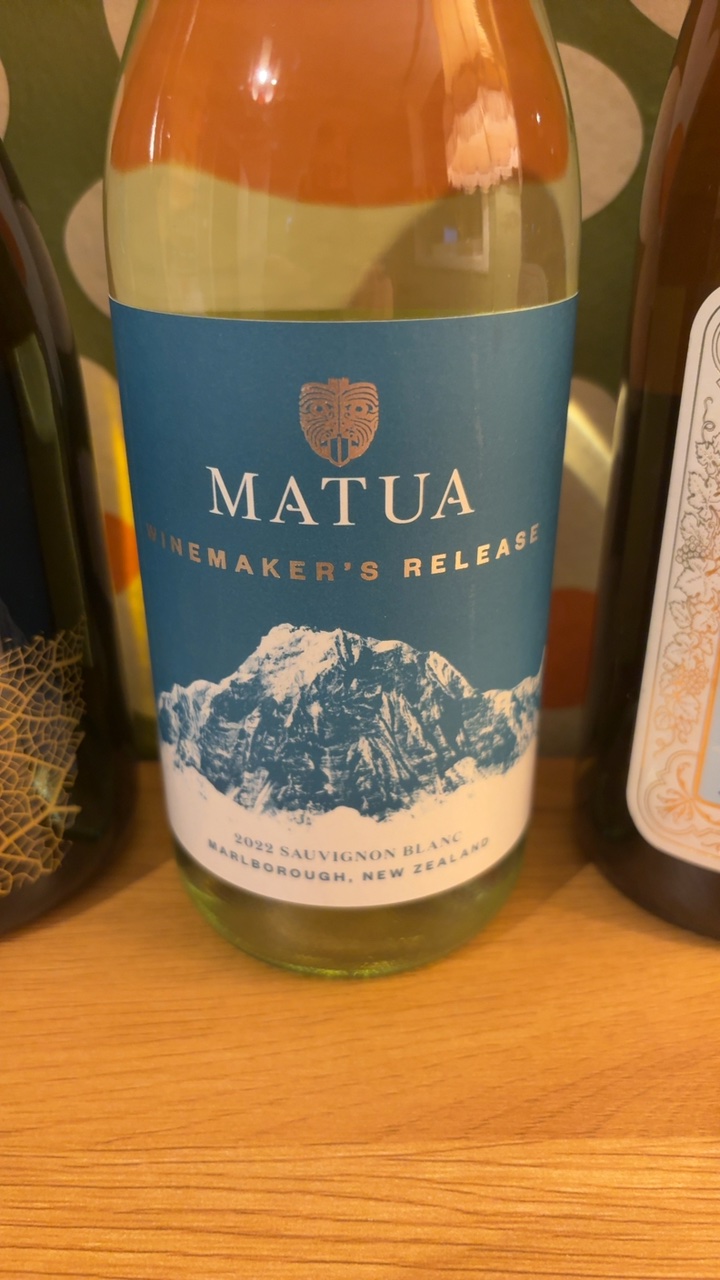 MATUA
WINEMAKER'S RELEASE
2022 SAUVIGNON BLANC
MARLBOROUGH, NEW ZEALAND